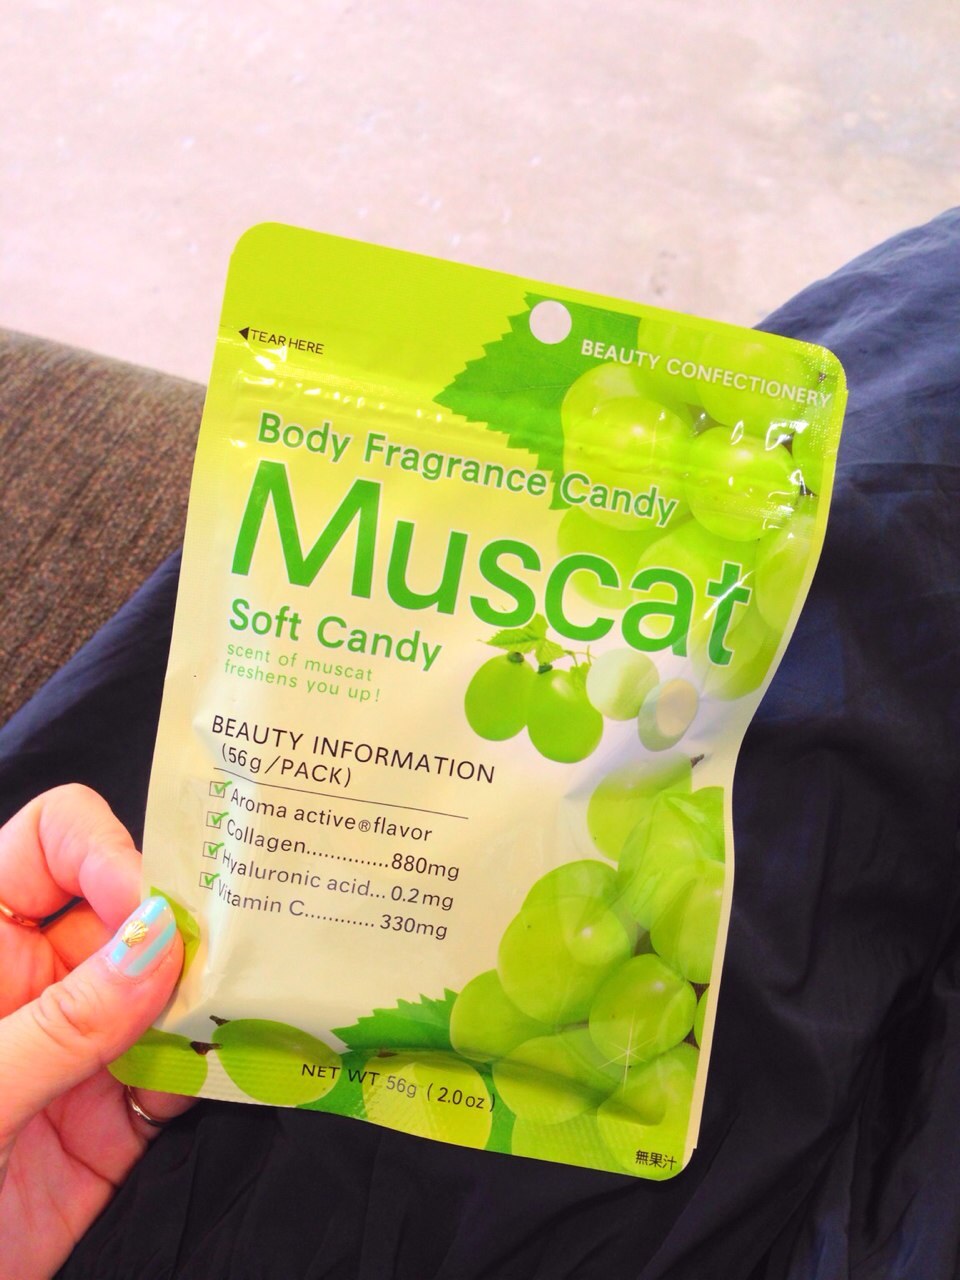 ◀TEAR HERE
BEAUTY CONFECTIONERY
Body Fragrance Candy
Muscat
Soft Candy
scent of muscat
freshens you up!
BEAUTY INFORMATION
(56g/PACK)
Aroma active®flavor
Collagen..............880mg
Hyaluronic acid... 0.2mg
Vitamin C............ 330mg
NET WT.56g ( 2.0oz )
無果汁